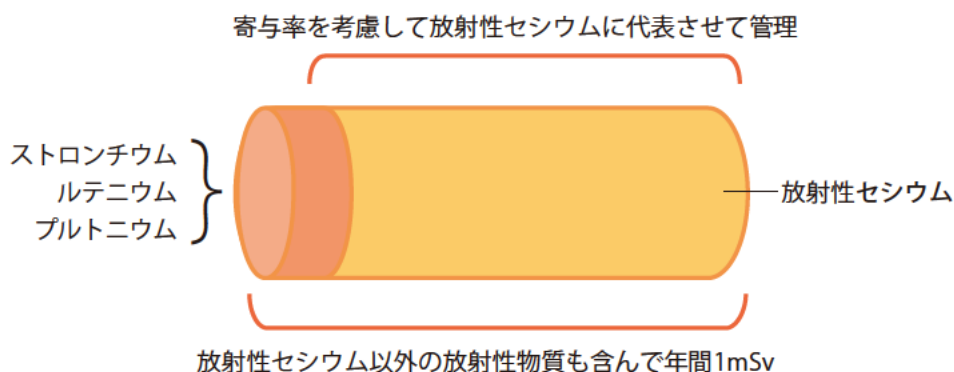 寄与率を考慮して放射性セシウムに代表させて管理
ストロンチウム
ルテニウム
プルトニウム
放射性セシウム
放射性セシウム以外の放射性物質も含んで年間1mSv